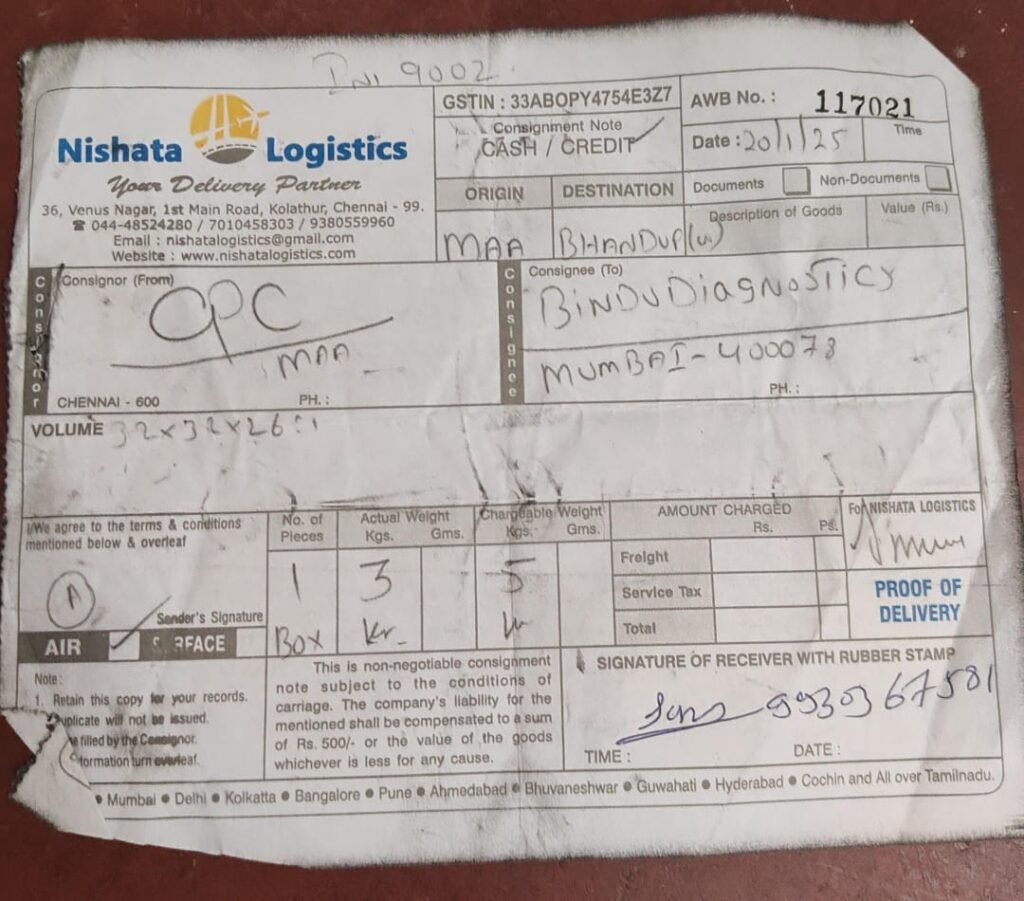 INI 9002
Nishata Logistics
Your Delivery Partner
36, Venus Nagar, 1st Main Road, Kolathur, Chennai - 99.
☎ 044-48524280 / 7010458303 / 9380559960
Email : nishatalogistics@gmail.com
Website : www.nishatalogistics.com
GSTIN : 33ABOPY4754E3Z7
Consignment Note
CASH / CREDIT
AWB No. : 117021
Date : 20/1/25 Time
ORIGIN DESTINATION
MAA BHANDUP (W)
Documents Non-Documents
Description of Goods Value (Rs.)
Consignor
Consignor (From)
CPC
MAA
CHENNAI - 600 PH. :
Consignee
Consignee (To)
BINDU DIAGNOSTICS
MUMBAI - 400078
PH. :
VOLUME 32x32x26:1
I/We agree to the terms & conditions
mentioned below & overleaf
A
Sender's Signature
AIR SURFACE
No. of Pieces
1
BOX
Actual Weight
Kgs. Gms.
3
Chargeable Weight
Kgs. Gms.
5
AMOUNT CHARGED
Rs. Ps.
Freight
Service Tax
Total
For NISHATA LOGISTICS
PROOF OF
DELIVERY
Note :
1. Retain this copy for your records.
uplicate will not be issued.
e filled by the Consignor.
formation turn overleaf.
This is non-negotiable consignment
note subject to the conditions of
carriage. The company's liability for the
mentioned shall be compensated to a sum
of Rs. 500/- or the value of the goods
whichever is less for any cause.
SIGNATURE OF RECEIVER WITH RUBBER STAMP
9930367581
TIME : DATE :
● Mumbai ● Delhi ● Kolkatta ● Bangalore ● Pune ● Ahmedabad ● Bhuvaneshwar ● Guwahati ● Hyderabad ● Cochin and All over Tamilnadu.